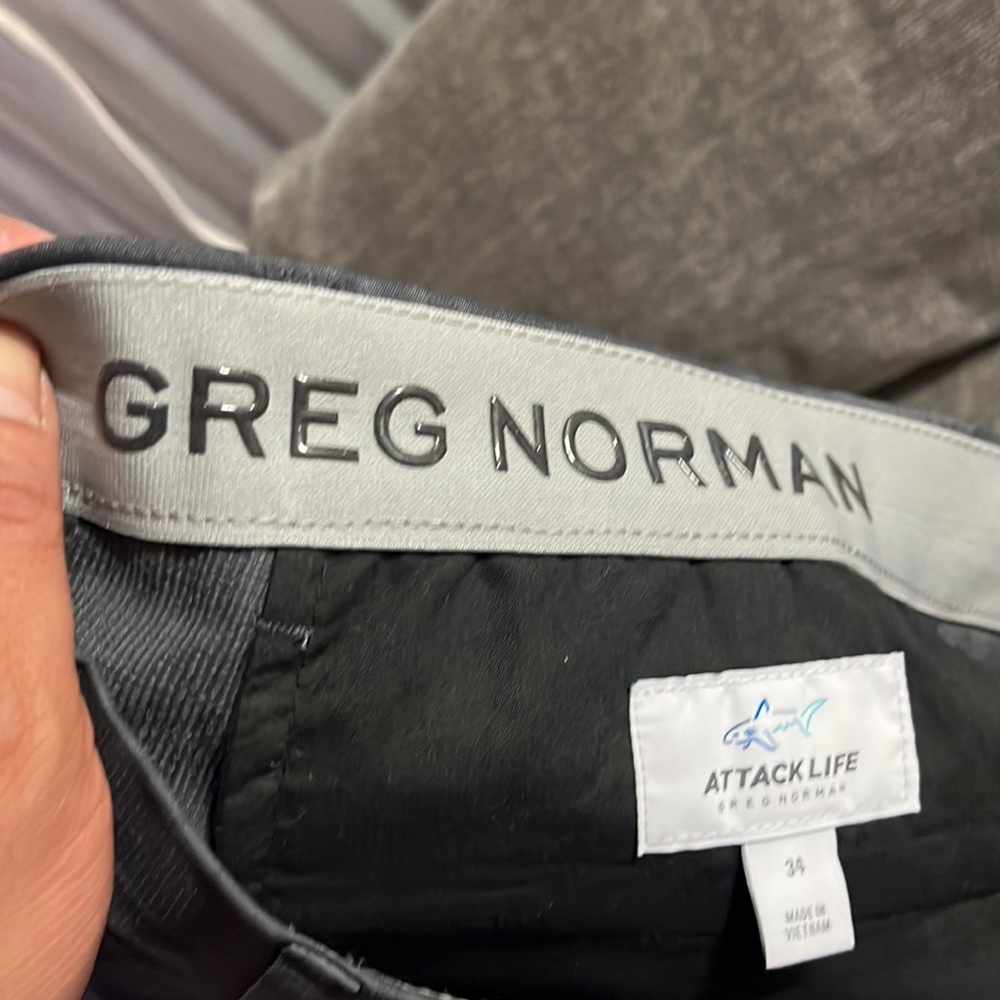 GREG NORMAN
ATTACK LIFE
GREG NORMAN
34
MADE IN
VIETNAM